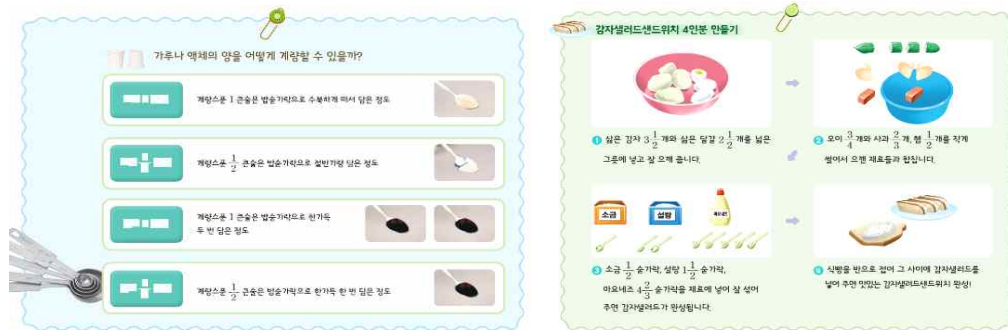 가루나 액체의 양을 어떻게 계량할 수 있을까?
계량스푼 1 큰술은 밥숟가락으로 수북하게 떠서 담은 정도
계량스푼 1/2 큰술은 밥숟가락으로 절반가량 담은 정도
계량스푼 1 큰술은 밥숟가락으로 한가득
두 번 담은 정도
계량스푼 1/2 큰술은 밥숟가락으로 한가득 한 번 담은 정도
감자샐러드샌드위치 4인분 만들기
1 삶은 감자 3 1/2 개와 삶은 달걀 2 1/2 개를 넓은
그릇에 넣고 잘 으깨 줍니다.
2 오이 3/4 개와 사과 2/3 개, 햄 1/2 개를 작게
썰어서 으깬 재료들과 합칩니다.
소금
설탕
마요네즈
3 소금 1/2 숟가락, 설탕 1 1/2 숟가락,
마요네즈 4 2/3 숟가락을 재료에 넣어 잘 섞어
주면 감자샐러드가 완성됩니다.
4 식빵을 반으로 접어 그 사이에 감자샐러드를
넣어 주면 맛있는 감자샐러드샌드위치 완성!